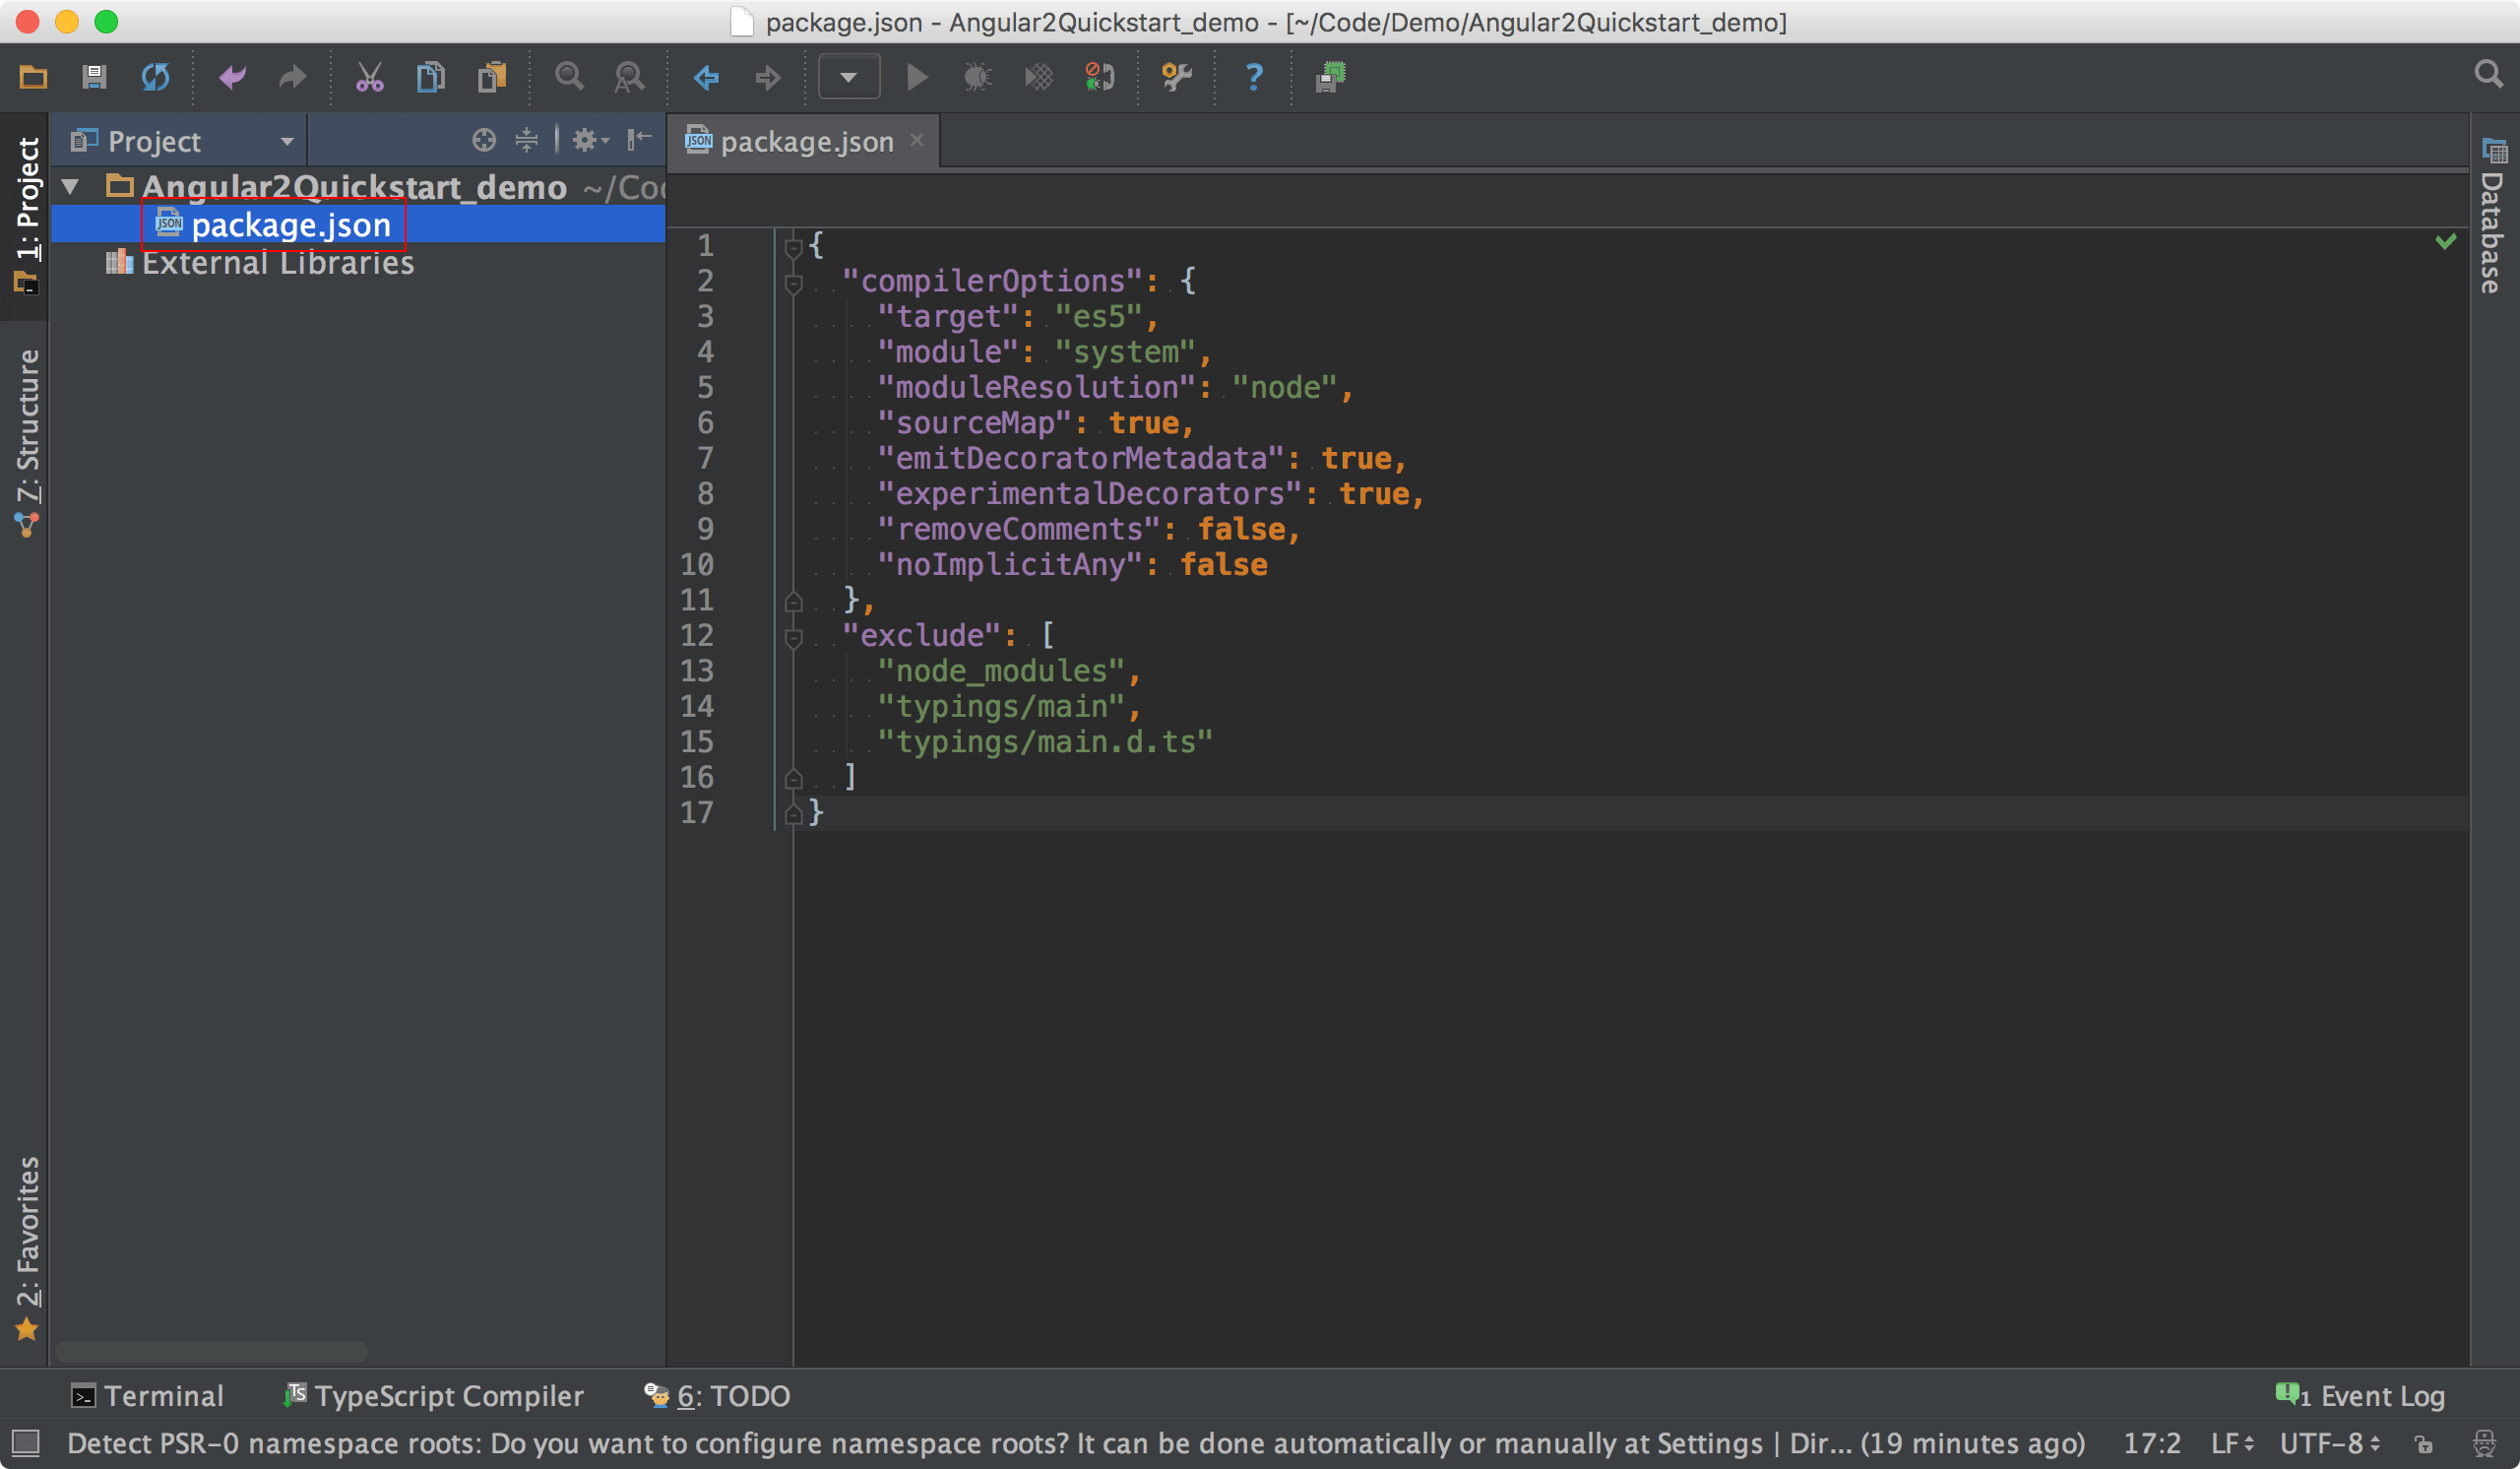 package.json - Angular2Quickstart_demo - [~/Code/Demo/Angular2Quickstart_demo]
1: Project
Project
package.json
Database
Angular2Quickstart_demo ~/Cod
JSON package.json
External Libraries
7: Structure
2: Favorites
1 {
2 "compilerOptions": {
3 "target": "es5",
4 "module": "system",
5 "moduleResolution": "node",
6 "sourceMap": true,
7 "emitDecoratorMetadata": true,
8 "experimentalDecorators": true,
9 "removeComments": false,
10 "noImplicitAny": false
11 },
12 "exclude": [
13 "node_modules",
14 "typings/main",
15 "typings/main.d.ts"
16 ]
17 }
Terminal TypeScript Compiler 6: TODO 1 Event Log
Detect PSR-0 namespace roots: Do you want to configure namespace roots? It can be done automatically or manually at Settings | Dir... (19 minutes ago) 17:2 LF UTF-8